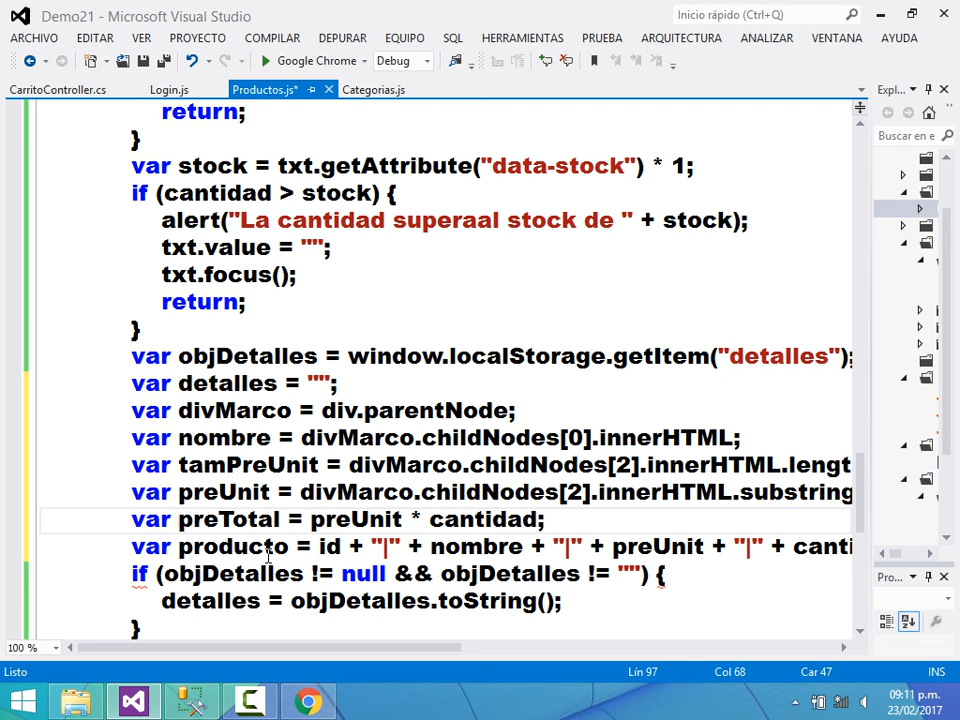 Demo21 - Microsoft Visual Studio
Inicio rápido (Ctrl+Q)
ARCHIVO EDITAR VER PROYECTO COMPILAR DEPURAR EQUIPO SQL HERRAMIENTAS PRUEBA ARQUITECTURA ANALIZAR VENTANA AYUDA
Google Chrome Debug
CarritoController.cs Login.js Productos.js* Categorias.js Expl...
return;
}
Buscar en e
var stock = txt.getAttribute("data-stock") * 1;
if (cantidad > stock) {
alert("La cantidad superaal stock de " + stock);
txt.value = "";
txt.focus();
return;
}
var objDetalles = window.localStorage.getItem("detalles");
var detalles = "";
var divMarco = div.parentNode;
var nombre = divMarco.childNodes[0].innerHTML;
var tamPreUnit = divMarco.childNodes[2].innerHTML.lengt
var preUnit = divMarco.childNodes[2].innerHTML.substring
var preTotal = preUnit * cantidad;
var producto = id + "|" + nombre + "|" + preUnit + "|" + canti
if (objDetalles != null && objDetalles != "") {
detalles = objDetalles.toString();
}
Pro...
100 %
Listo Lín 97 Col 68 Car 47 INS
09:11 p.m.
23/02/2017